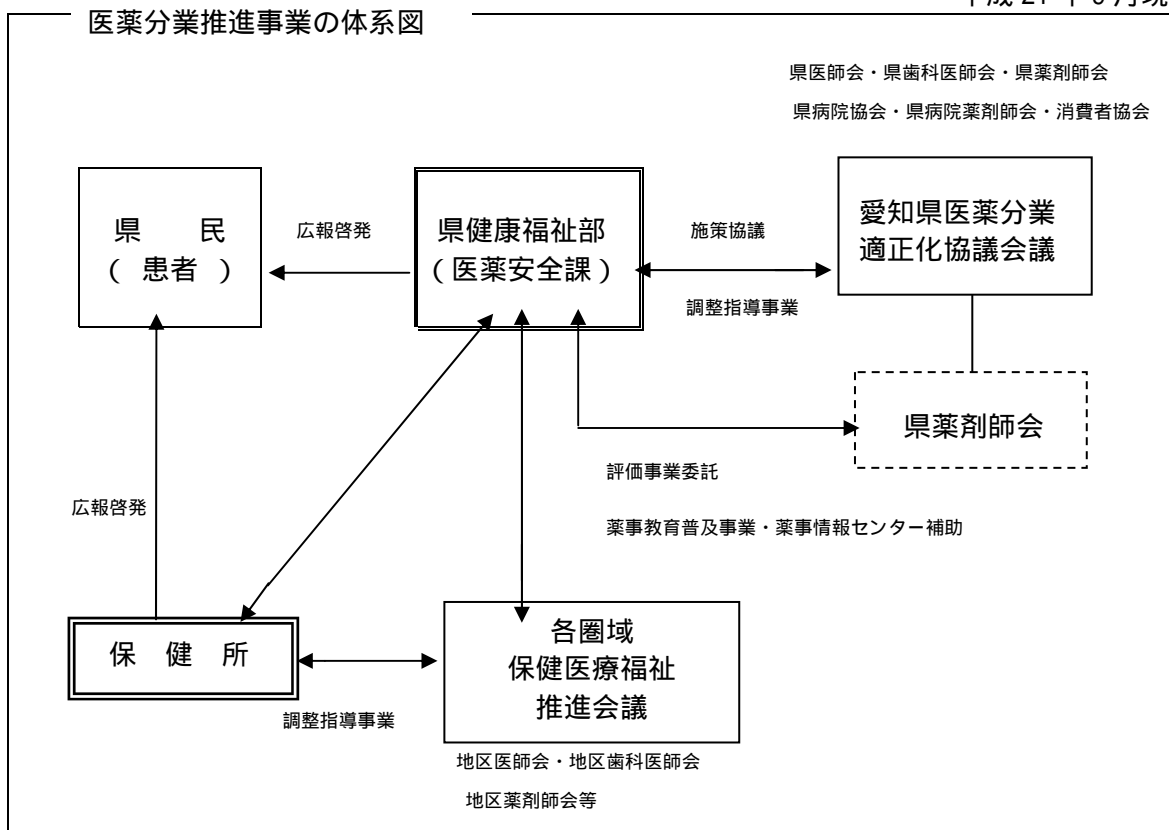 医薬分業推進事業の体系図
県医師会・県歯科医師会・県薬剤師会
県病院協会・県病院薬剤師会・消費者協会
県 民
( 患者 )
広報啓発
県健康福祉部
(医薬安全課)
施策協議
調整指導事業
愛知県医薬分業
適正化協議会議
県薬剤師会
評価事業委託
薬事教育普及事業・薬事情報センター補助
広報啓発
保 健 所
調整指導事業
各圏域
保健医療福祉
推進会議
地区医師会・地区歯科医師会
地区薬剤師会等